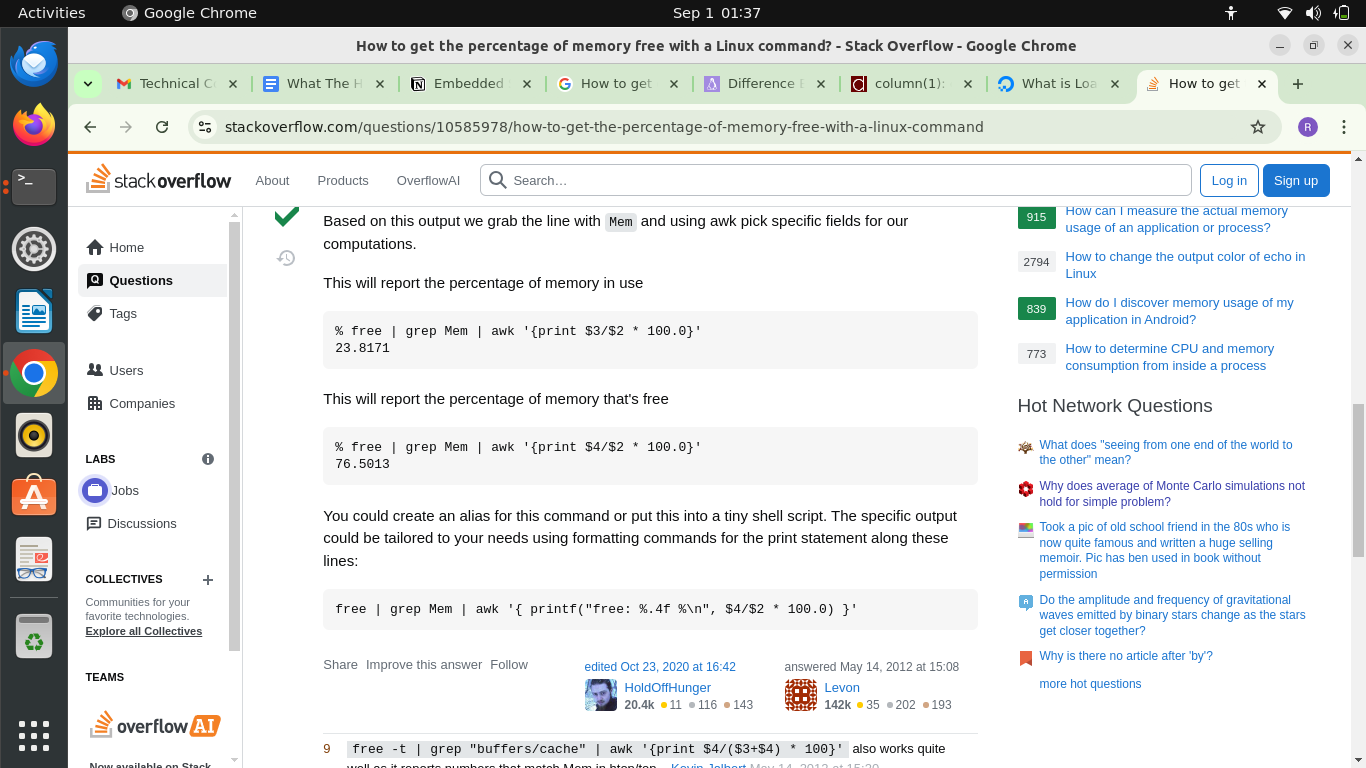 Activities
Google Chrome
Sep 1 01:37
How to get the percentage of memory free with a Linux command? - Stack Overflow - Google Chrome
Technical C
What The H
Embedded
How to get
Difference
column(1):
What is Loa
How to get
stackoverflow.com/questions/10585978/how-to-get-the-percentage-of-memory-free-with-a-linux-command
R
stack overflow
About
Products
OverflowAI
Search…
Log in
Sign up
Home
Questions
Tags
Users
Companies
LABS
Jobs
Discussions
COLLECTIVES
Communities for your
favorite technologies.
Explore all Collectives
TEAMS
overflow AI
Now available on Stack
Based on this output we grab the line with Mem and using awk pick specific fields for our
computations.
This will report the percentage of memory in use
% free | grep Mem | awk '{print $3/$2 * 100.0}'
23.8171
This will report the percentage of memory that's free
% free | grep Mem | awk '{print $4/$2 * 100.0}'
76.5013
You could create an alias for this command or put this into a tiny shell script. The specific output
could be tailored to your needs using formatting commands for the print statement along these
lines:
free | grep Mem | awk '{ printf("free: %.4f %\n", $4/$2 * 100.0) }'
Share Improve this answer Follow
edited Oct 23, 2020 at 16:42
HoldOffHunger
20.4k 11 116 143
answered May 14, 2012 at 15:08
Levon
142k 35 202 193
9 free -t | grep "buffers/cache" | awk '{print $4/($3+$4) * 100}' also works quite
well as it reports numbers that match Mem in htop/top. – Kevin Jalbert May 14, 2012 at 15:20
915 How can I measure the actual memory
usage of an application or process?
2794 How to change the output color of echo in
Linux
839 How do I discover memory usage of my
application in Android?
773 How to determine CPU and memory
consumption from inside a process
Hot Network Questions
What does "seeing from one end of the world to
the other" mean?
Why does average of Monte Carlo simulations not
hold for simple problem?
Took a pic of old school friend in the 80s who is
now quite famous and written a huge selling
memoir. Pic has ben used in book without
permission
Do the amplitude and frequency of gravitational
waves emitted by binary stars change as the stars
get closer together?
Why is there no article after 'by'?
more hot questions